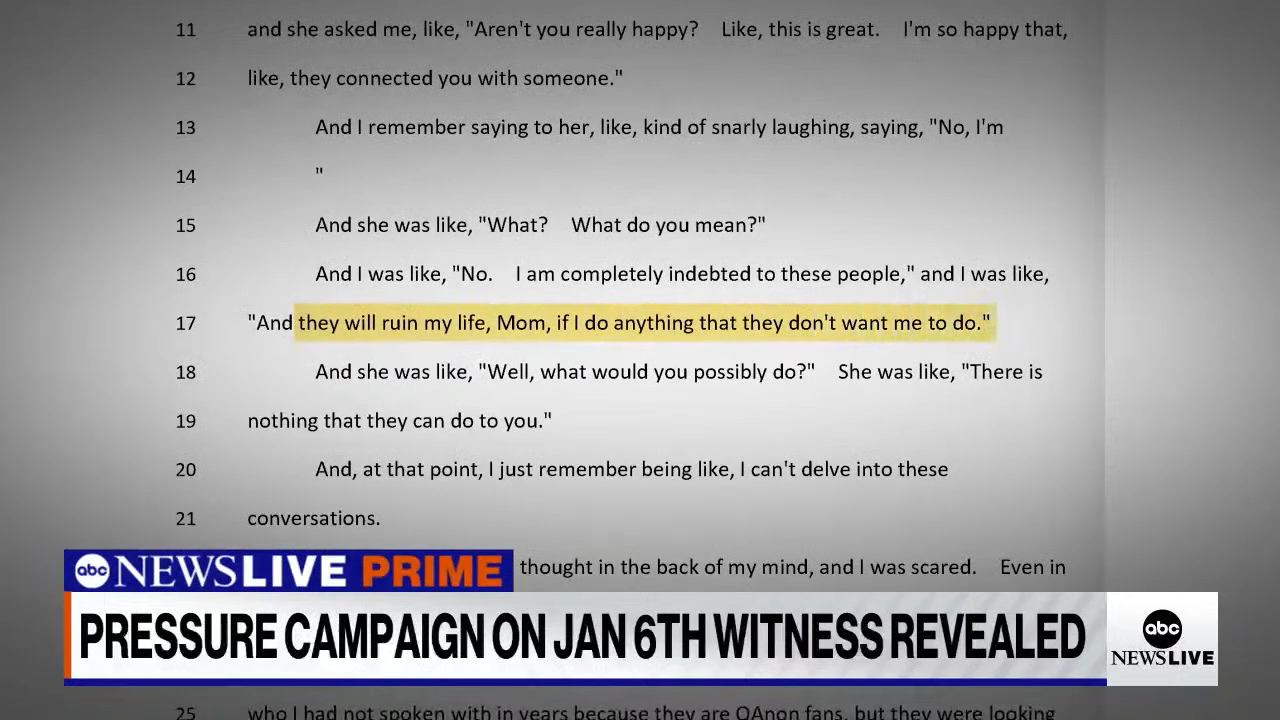 11 and she asked me, like, "Aren't you really happy? Like, this is great. I'm so happy that,
12 like, they connected you with someone."
13 And I remember saying to her, like, kind of snarly laughing, saying, "No, I'm
14 "
15 And she was like, "What? What do you mean?"
16 And I was like, "No. I am completely indebted to these people," and I was like,
17 "And they will ruin my life, Mom, if I do anything that they don't want me to do."
18 And she was like, "Well, what would you possibly do?" She was like, "There is
19 nothing that they can do to you."
20 And, at that point, I just remember being like, I can't delve into these
21 conversations.
thought in the back of my mind, and I was scared. Even in
abc NEWS LIVE PRIME
PRESSURE CAMPAIGN ON JAN 6TH WITNESS REVEALED
abc
NEWS LIVE
25 who I had not spoken with in years because they are QAnon fans, but they were looking